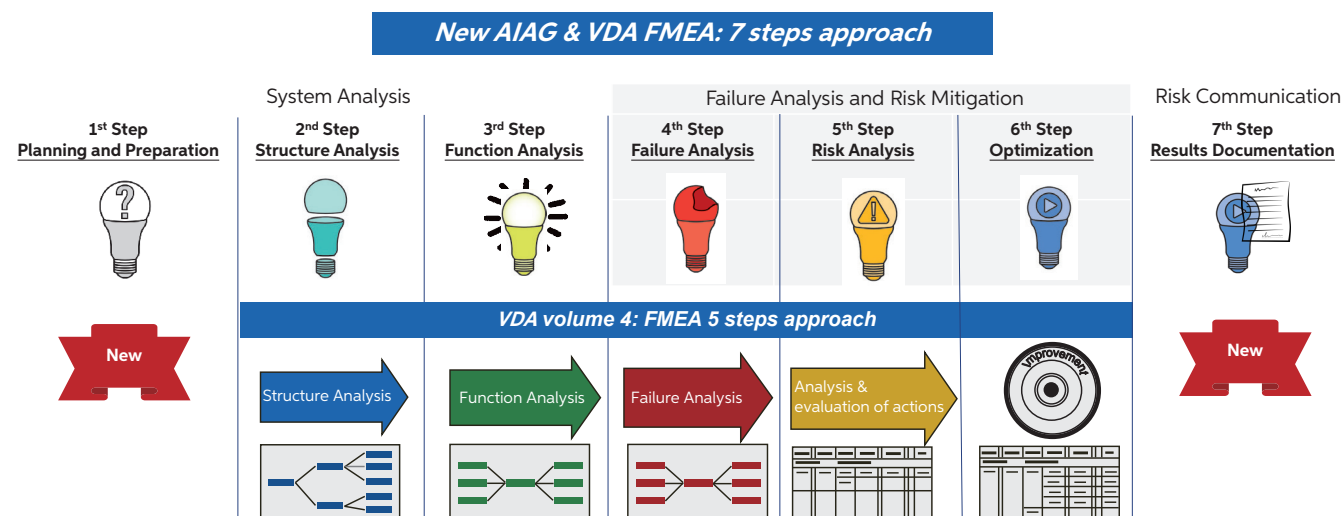 New AIAG & VDA FMEA: 7 steps approach
System Analysis
Failure Analysis and Risk Mitigation
Risk Communication
1st Step
Planning and Preparation
2nd Step
Structure Analysis
3rd Step
Function Analysis
4th Step
Failure Analysis
5th Step
Risk Analysis
6th Step
Optimization
7th Step
Results Documentation
?
!
VDA volume 4: FMEA 5 steps approach
New
Structure Analysis
Function Analysis
Failure Analysis
Analysis &
evaluation of actions
Improvement
New